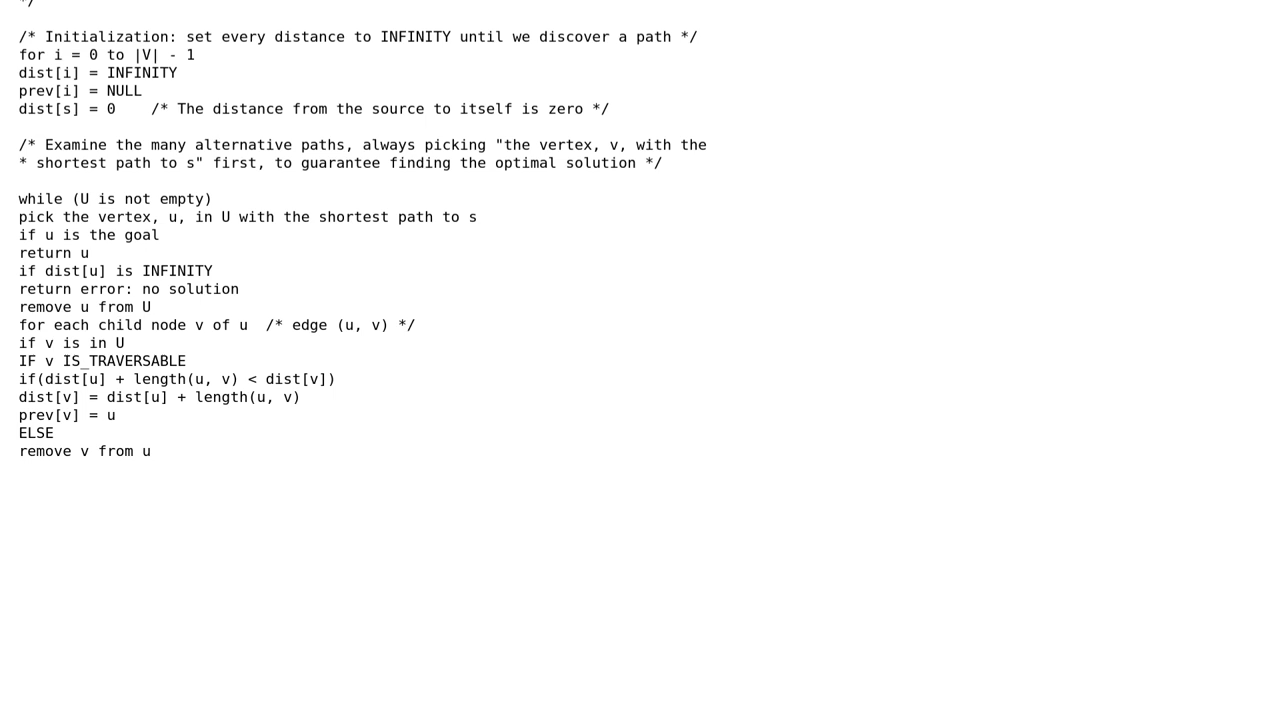 */
/* Initialization: set every distance to INFINITY until we discover a path */
for i = 0 to |V| - 1
dist[i] = INFINITY
prev[i] = NULL
dist[s] = 0    /* The distance from the source to itself is zero */
/* Examine the many alternative paths, always picking "the vertex, v, with the
* shortest path to s" first, to guarantee finding the optimal solution */
while (U is not empty)
pick the vertex, u, in U with the shortest path to s
if u is the goal
return u
if dist[u] is INFINITY
return error: no solution
remove u from U
for each child node v of u  /* edge (u, v) */
if v is in U
IF v IS_TRAVERSABLE
if(dist[u] + length(u, v) < dist[v])
dist[v] = dist[u] + length(u, v)
prev[v] = u
ELSE
remove v from u